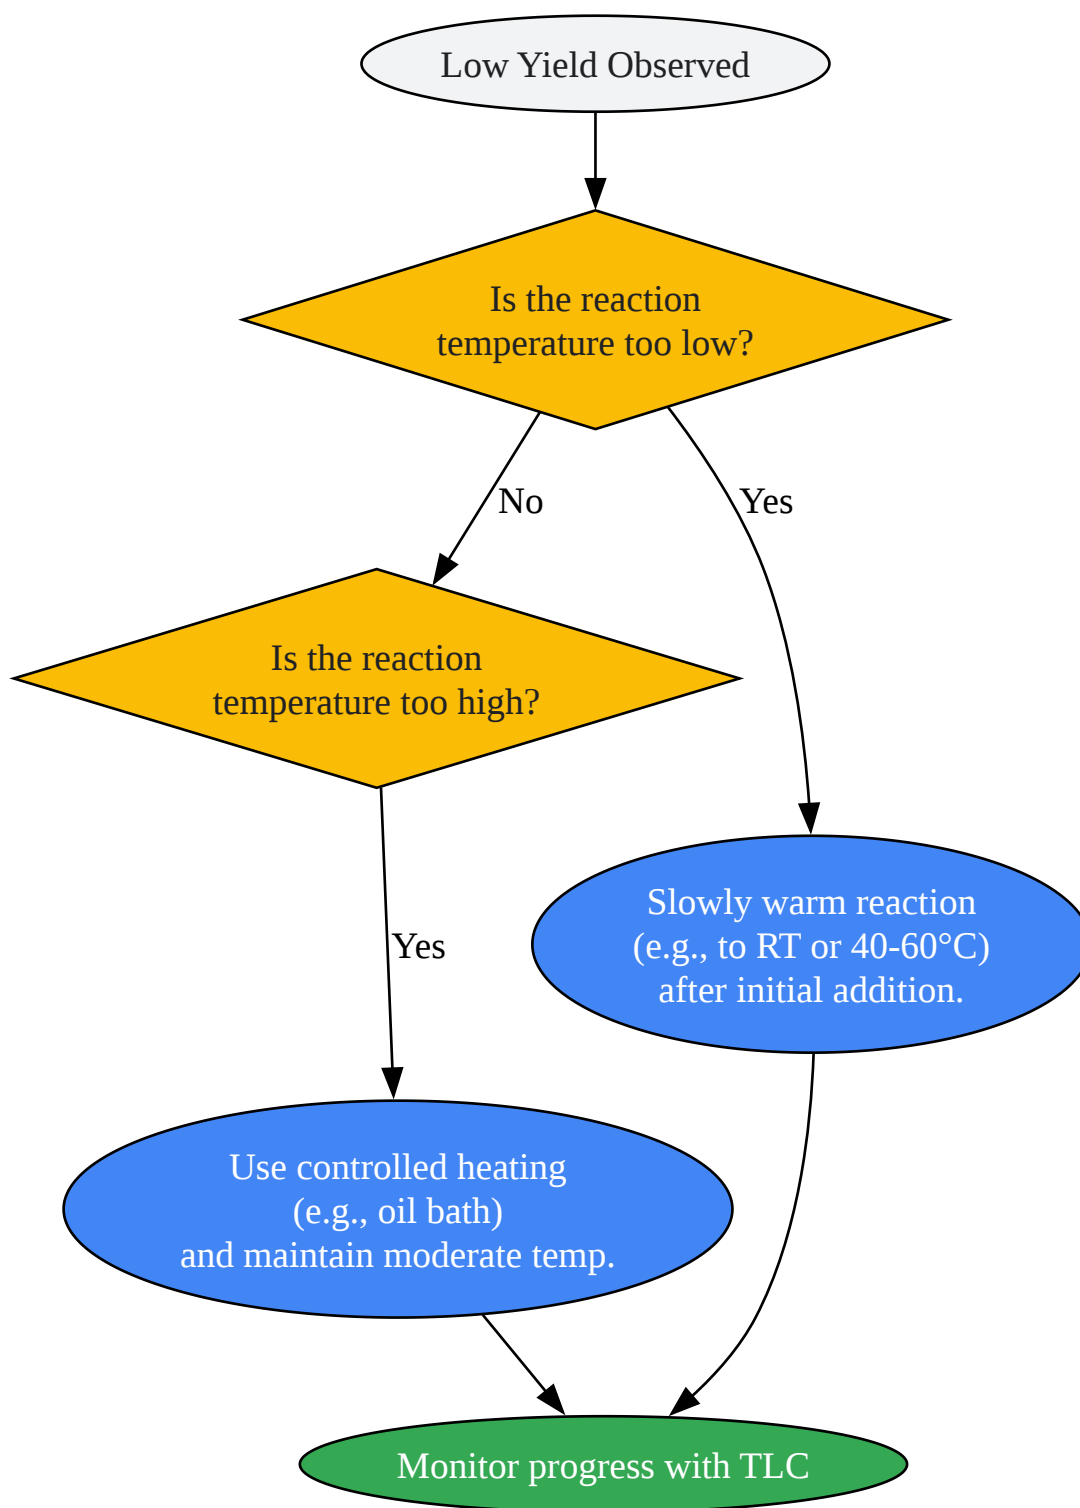 Low Yield Observed
Is the reaction
temperature too low?
No
Yes
Is the reaction
temperature too high?
Slowly warm reaction
(e.g., to RT or 40-60°C)
after initial addition.
Yes
Use controlled heating
(e.g., oil bath)
and maintain moderate temp.
Monitor progress with TLC